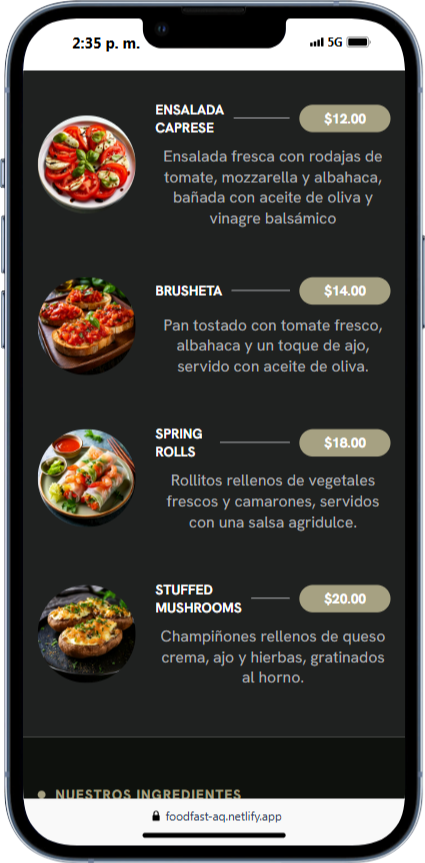 2:35 p. m.
5G
ENSALADA
CAPRESE
$12.00
Ensalada fresca con rodajas de
tomate, mozzarella y albahaca,
bañada con aceite de oliva y
vinagre balsámico
BRUSHETA
$14.00
Pan tostado con tomate fresco,
albahaca y un toque de ajo,
servido con aceite de oliva.
SPRING
ROLLS
$18.00
Rollitos rellenos de vegetales
frescos y camarones, servidos
con una salsa agridulce.
STUFFED
MUSHROOMS
$20.00
Champiñones rellenos de queso
crema, ajo y hierbas, gratinados
al horno.
NUESTROS INGREDIENTES
foodfast-aq.netlify.app